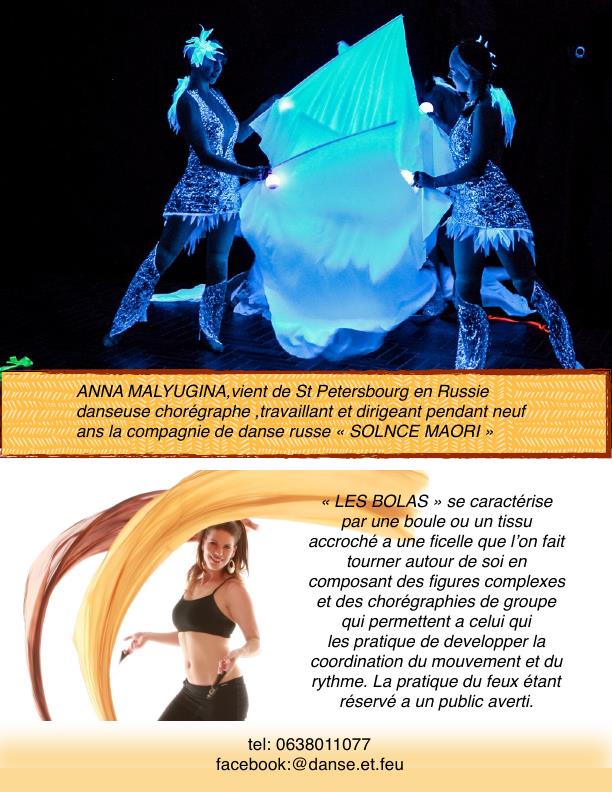 ANNA MALYUGINA,vient de St Petersbourg en Russie
danseuse chorégraphe ,travaillant et dirigeant pendant neuf
ans la compagnie de danse russe « SOLNCE MAORI »
« LES BOLAS » se caractérise
par une boule ou un tissu
accroché a une ficelle que l’on fait
tourner autour de soi en
composant des figures complexes
et des chorégraphies de groupe
qui permettent a celui qui
les pratique de developper la
coordination du mouvement et du
rythme. La pratique du feux étant
réservé a un public averti.
tel: 0638011077
facebook:@danse.et.feu